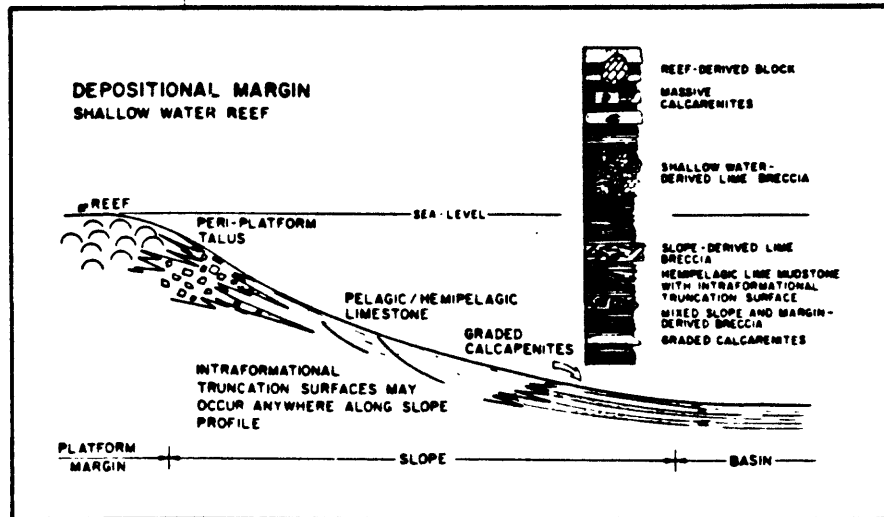 DEPOSITIONAL MARGIN
SHALLOW WATER REEF
REEF
SEA-LEVEL
PERI-PLATFORM
TALUS
PELAGIC/HEMIPELAGIC
LIMESTONE
GRADED
CALCAPENITES
INTRAFORMATIONAL
TRUNCATION SURFACES MAY
OCCUR ANYWHERE ALONG SLOPE
PROFILE
PLATFORM
MARGIN
SLOPE
BASIN
REEF-DERIVED BLOCK
MASSIVE
CALCARENITES
SHALLOW WATER-
DERIVED LIME BRECCIA
SLOPE-DERIVED LIME
BRECCIA
HEMIPELAGIC LIME MUDSTONE
WITH INTRAFORMATIONAL
TRUNCATION SURFACE
MIXED SLOPE AND MARGIN-
DERIVED BRECCIA
GRADED CALCARENITES